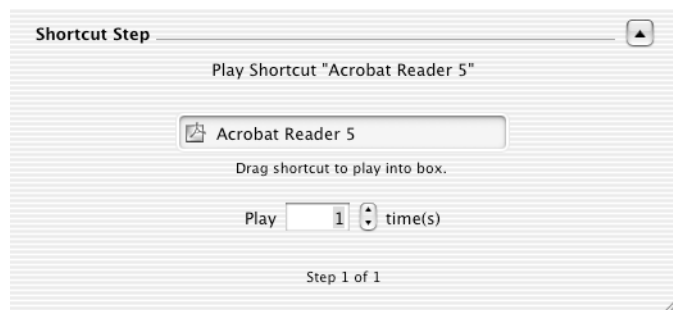 Shortcut Step
Play Shortcut "Acrobat Reader 5"
Acrobat Reader 5
Drag shortcut to play into box.
Play 1 time(s)
Step 1 of 1